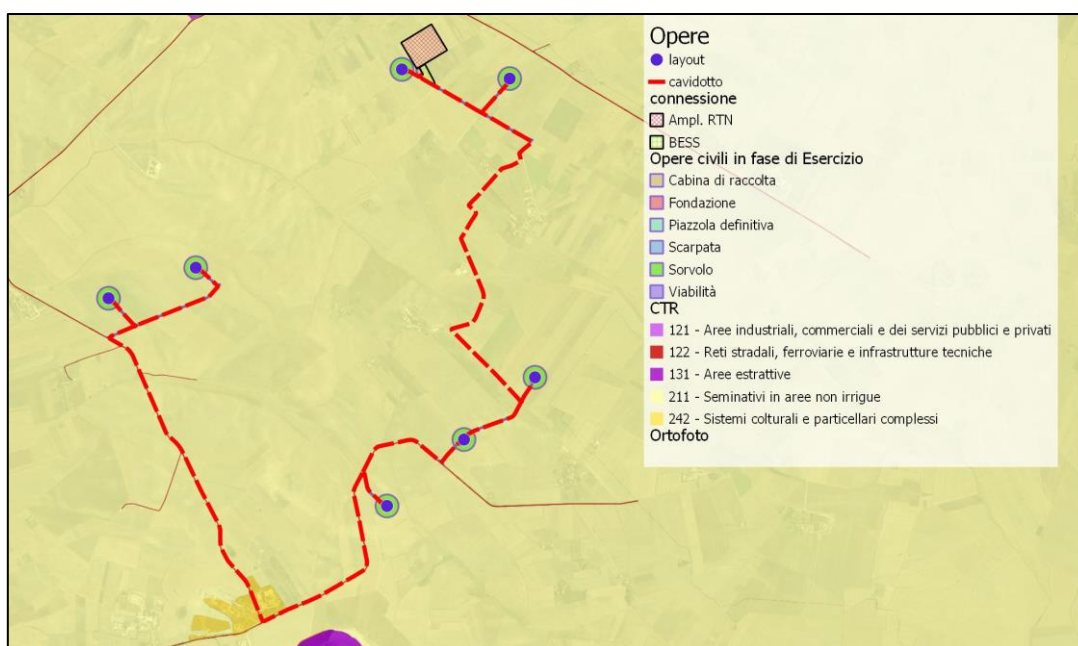 Opere
layout
cavidotto
connessione
Ampl. RTN
BESS
Opere civili in fase di Esercizio
Cabina di raccolta
Fondazione
Piazzola definitiva
Scarpata
Sorvolo
Viabilità
CTR
121 - Aree industriali, commerciali e dei servizi pubblici e privati
122 - Reti stradali, ferroviarie e infrastrutture tecniche
131 - Aree estrattive
211 - Seminativi in aree non irrigue
242 - Sistemi colturali e particellari complessi
Ortofoto